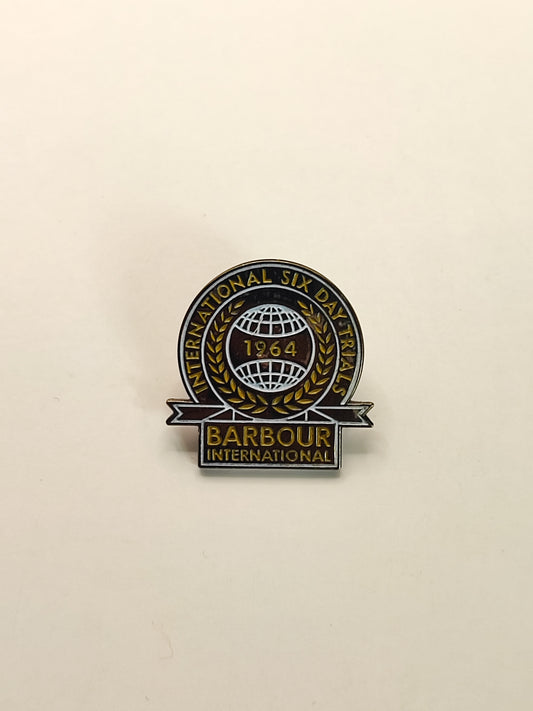 INTERNATIONAL SIX DAY TRIALS
1964
BARBOUR
INTERNATIONAL